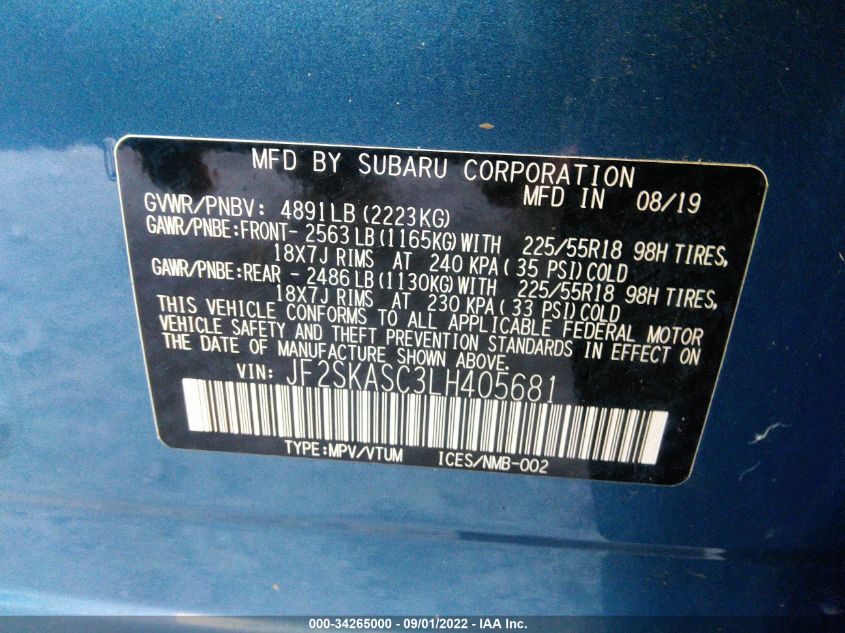 MFD BY SUBARU CORPORATION
MFD IN 08/19
GVWR/PNBV: 4891LB (2223KG)
GAWR/PNBE:FRONT- 2563LB (1165KG) WITH 225/55R18 98H TIRES,
18X7J RIMS AT 240 KPA( 35 PSI) COLD
GAWR/PNBE:REAR - 2486LB (1130KG) WITH 225/55R18 98H TIRES,
18X7J RIMS AT 230 KPA( 33 PSI) COLD
THIS VEHICLE CONFORMS TO ALL APPLICABLE FEDERAL MOTOR
VEHICLE SAFETY AND THEFT PREVENTION STANDARDS IN EFFECT ON
THE DATE OF MANUFACTURE SHOWN ABOVE.
VIN: JF2SKASC3LH405681
TYPE:MPV/VTUM ICES/NMB-002
000-34265000 - 09/01/2022 - IAA Inc.